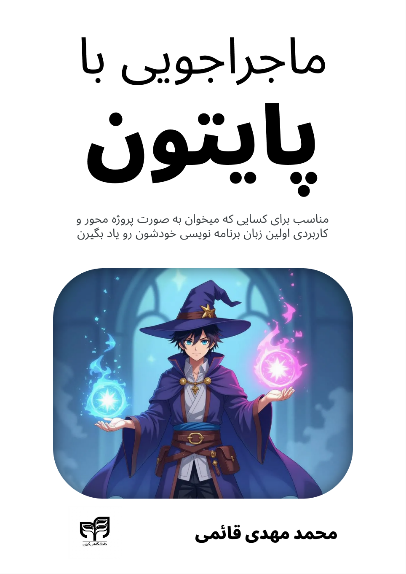 ماجراجویی با
پایتون
مناسب برای کسایی که میخوان به صورت پروژه محور و
کاربردی اولین زبان برنامه نویسی خودشون رو یاد بگیرن
محمد مهدی قائمی